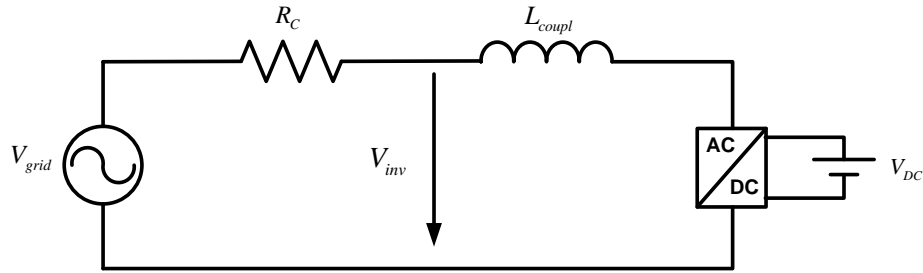 R_C
L_coupl
V_grid
V_inv
AC
DC
V_DC